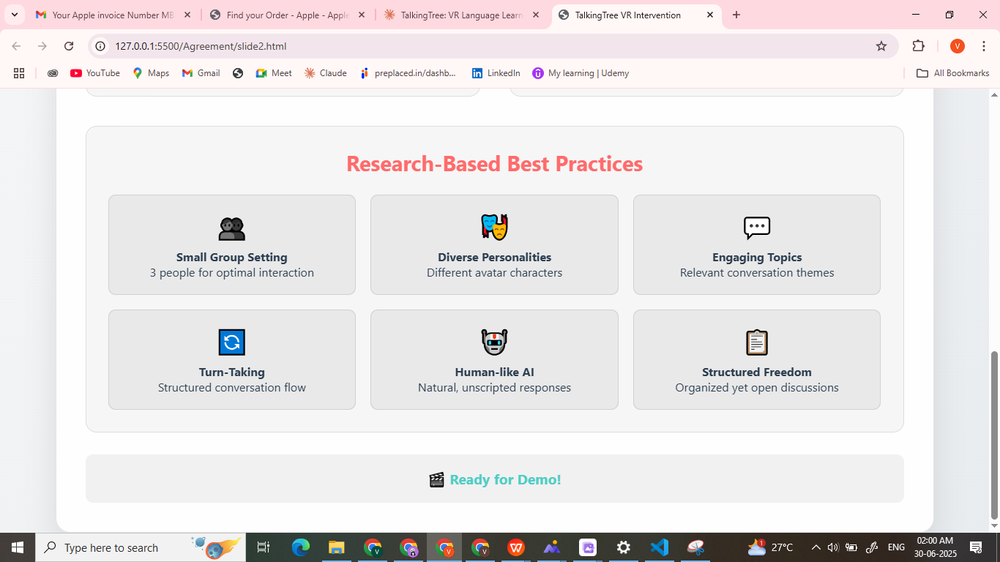 Your Apple invoice Number MB
Find your Order - Apple - Apple
TalkingTree: VR Language Learn
TalkingTree VR Intervention
127.0.0.1:5500/Agreement/slide2.html
V
YouTube
Maps
Gmail
Meet
Claude
preplaced.in/dashb...
LinkedIn
My learning | Udemy
All Bookmarks
Research-Based Best Practices
Small Group Setting
3 people for optimal interaction
Diverse Personalities
Different avatar characters
Engaging Topics
Relevant conversation themes
Turn-Taking
Structured conversation flow
Human-like AI
Natural, unscripted responses
Structured Freedom
Organized yet open discussions
Ready for Demo!
Type here to search
27°C
ENG
02:00 AM
30-06-2025